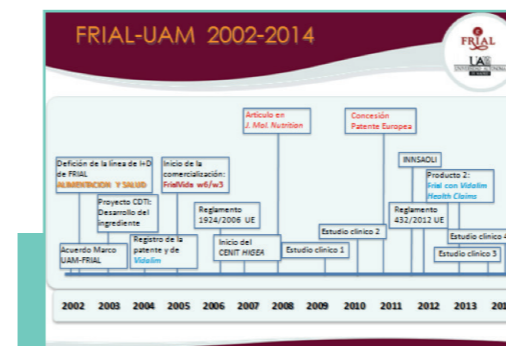 FRIAL-UAM 2002-2014
FRIAL
UAM
Artículo en
J. Mol. Nutrition
Concesión
Patente Europea
Defición de la línea de I+D
de FRIAL
ALIMENTACION Y SALUD
Inicio de la
comercialización:
FrialVida w6/w3
INNSAOLI
Producto 2:
Frial con Vidalim
Health Claims
Proyecto CDTI:
Desarrollo del
ingrediente
Reglamento
1924/2006 UE
Reglamento
432/2012 UE
Estudio clínico 2
Acuerdo Marco
UAM-FRIAL
Registro de la
patente y de
Vidalim
Inicio del
CENIT HIGEA
Estudio clínico 1
Estudio clínico 4
Estudio clínico 3
2002 2003 2004 2005 2006 2007 2008 2009 2010 2011 2012 2013 201